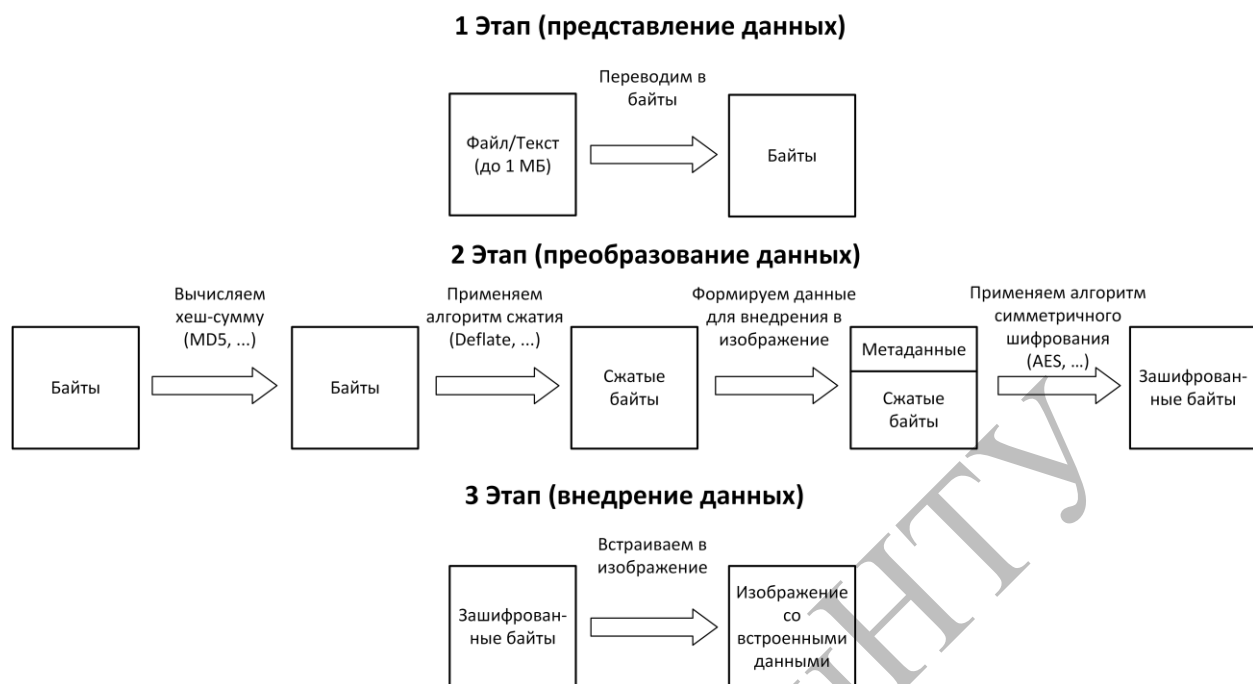 1 Этап (представление данных)
Переводим в
байты
Файл/Текст
(до 1 МБ)
Байты
2 Этап (преобразование данных)
Вычисляем
хеш-сумму
(MD5, ...)
Применяем
алгоритм сжатия
(Deflate, ...)
Формируем данные
для внедрения в
изображение
Применяем алгоритм
симметричного
шифрования
(AES, ...)
Байты
Байты
Сжатые
байты
Метаданные
Сжатые
байты
Зашифрован-
ные байты
3 Этап (внедрение данных)
Встраиваем в
изображение
Зашифрован-
ные байты
Изображение
со
встроенными
данными
НТУ